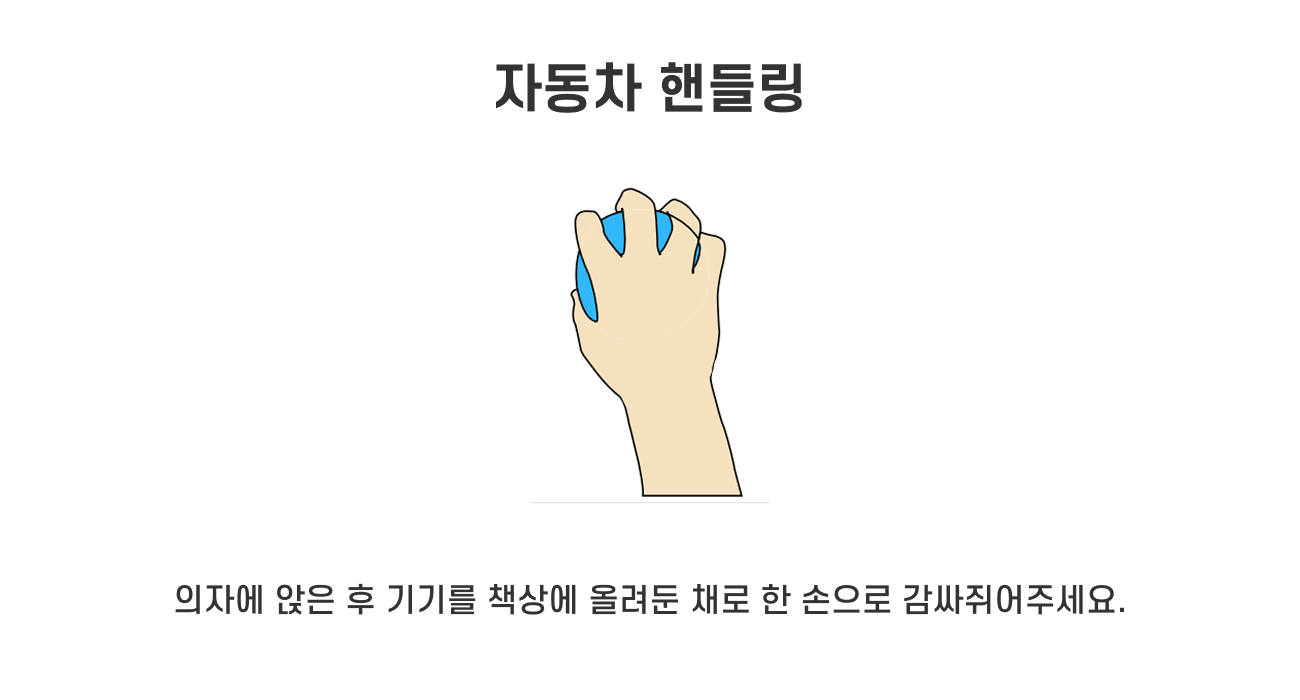 자동차 핸들링
의자에 앉은 후 기기를 책상에 올려둔 채로 한 손으로 감싸쥐어주세요.